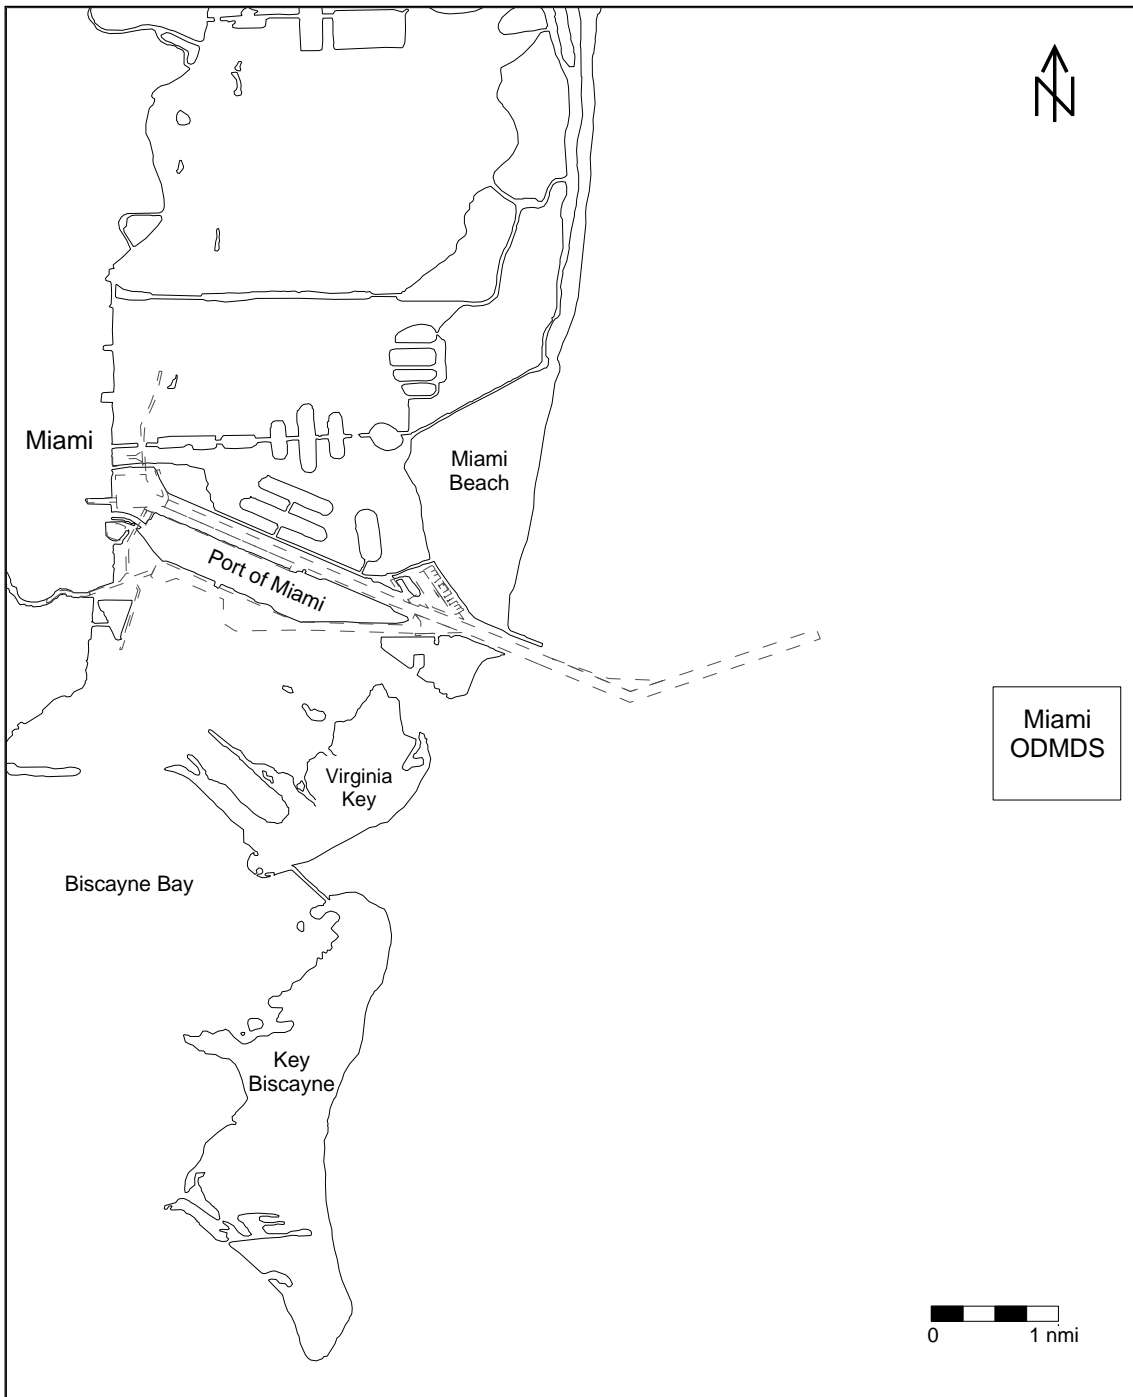 N
Miami
Miami
Beach
Port of Miami
Miami
ODMDS
Virginia
Key
Biscayne Bay
Key
Biscayne
0 1 nmi